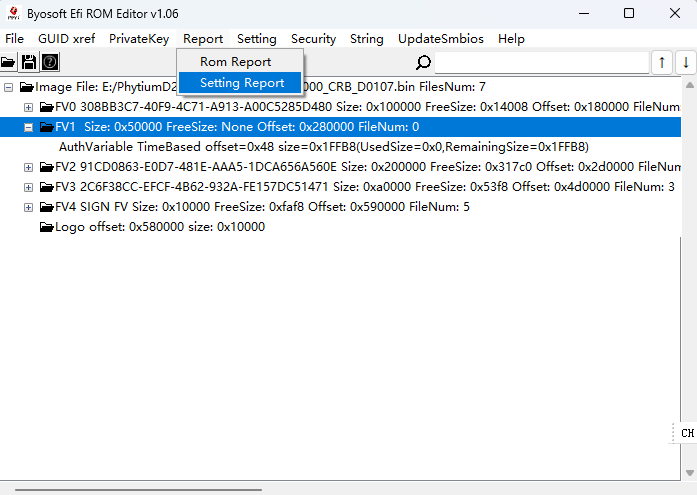 Byosoft Efi ROM Editor v1.06
File GUID xref PrivateKey Report Setting Security String UpdateSmbios Help
Rom Report
Setting Report
Image File: E:/PhytiumD2 000_CRB_D0107.bin FilesNum: 7
FV0 308BB3C7-40F9-4C71-A913-A00C5285D480 Size: 0x100000 FreeSize: 0x14008 Offset: 0x180000 FileNum:
FV1 Size: 0x50000 FreeSize: None Offset: 0x280000 FileNum: 0
AuthVariable TimeBased offset=0x48 size=0x1FFB8(UsedSize=0x0,RemainingSize=0x1FFB8)
FV2 91CD0863-E0D7-481E-AAA5-1DCA656A560E Size: 0x200000 FreeSize: 0x317c0 Offset: 0x2d0000 FileNum
FV3 2C6F38CC-EFCF-4B62-932A-FE157DC51471 Size: 0xa0000 FreeSize: 0x53f8 Offset: 0x4d0000 FileNum: 3
FV4 SIGN FV Size: 0x10000 FreeSize: 0xfaf8 Offset: 0x590000 FileNum: 5
Logo offset: 0x580000 size: 0x10000
CH